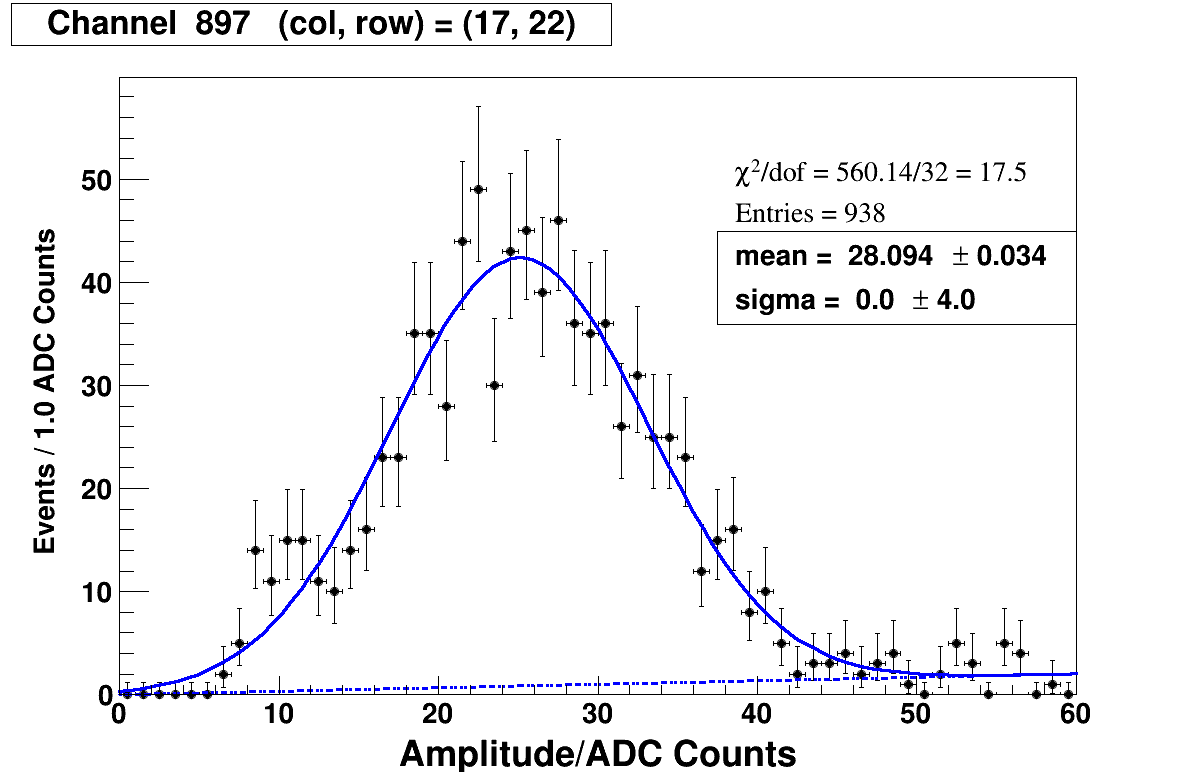 Channel 897 (col, row) = (17, 22)
χ²/dof = 560.14/32 = 17.5
Entries = 938
mean = 28.094 ± 0.034
sigma = 0.0 ± 4.0
Events / 1.0 ADC Counts
50
40
30
20
10
0
0 10 20 30 40 50 60
Amplitude/ADC Counts